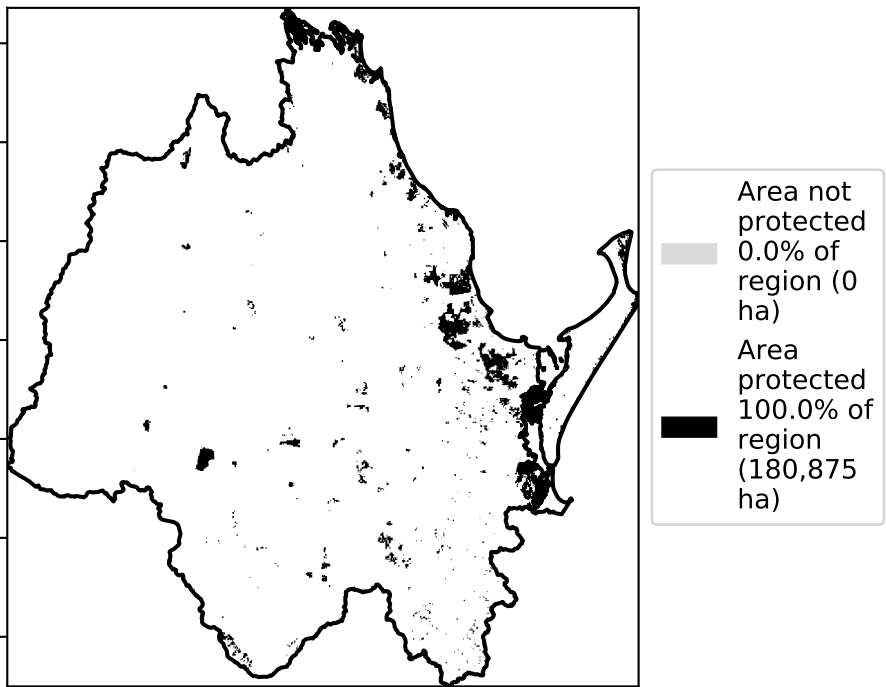 Area not
protected
0.0% of
region (0
ha)
Area
protected
100.0% of
region
(180,875
ha)